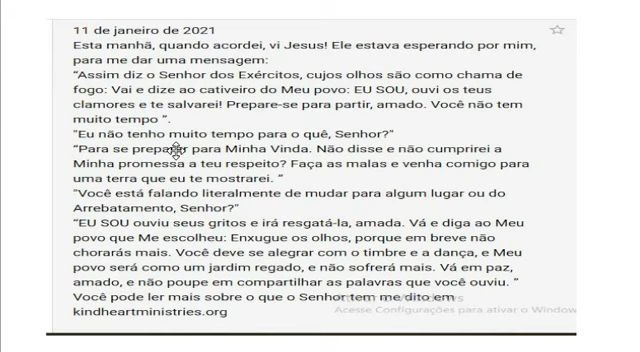 11 de janeiro de 2021
Esta manhã, quando acordei, vi Jesus! Ele estava esperando por mim,
para me dar uma mensagem:
“Assim diz o Senhor dos Exércitos, cujos olhos são como chama de
fogo: Vai e dize ao cativeiro do Meu povo: EU SOU, ouvi os teus
clamores e te salvarei! Prepare-se para partir, amado. Você não tem
muito tempo ”.
"Eu não tenho muito tempo para o quê, Senhor?"
“Para se preparar para Minha Vinda. Não disse e não cumprirei a
Minha promessa a teu respeito? Faça as malas e venha comigo para
uma terra que eu te mostrarei. ”
"Você está falando literalmente de mudar para algum lugar ou do
Arrebatamento, Senhor?”
“EU SOU ouviu seus gritos e irá resgatá-la, amada. Vá e diga ao Meu
povo que Me escolheu: Enxugue os olhos, porque em breve não
chorarás mais. Você deve se alegrar com o timbre e a dança, e Meu
povo será como um jardim regado, e não sofrerá mais. Vá em paz,
amado, e não poupe em compartilhar as palavras que você ouviu. ”
Você pode ler mais sobre o que o Senhor tem me dito em
kindheartministries.org
Ativar o Windows
Acesse Configurações para ativar o Window